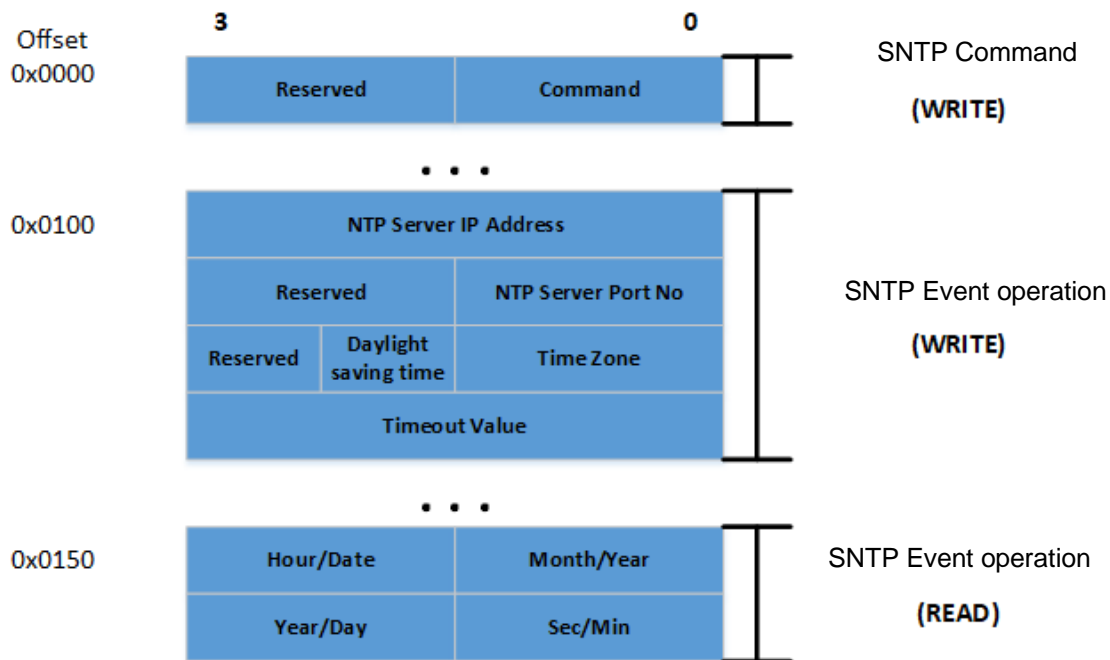 3 0
Offset
0x0000
Reserved Command
SNTP Command
(WRITE)
. . .
0x0100
NTP Server IP Address
Reserved NTP Server Port No
Reserved Daylight saving time Time Zone
Timeout Value
SNTP Event operation
(WRITE)
. . .
0x0150
Hour/Date Month/Year
Year/Day Sec/Min
SNTP Event operation
(READ)